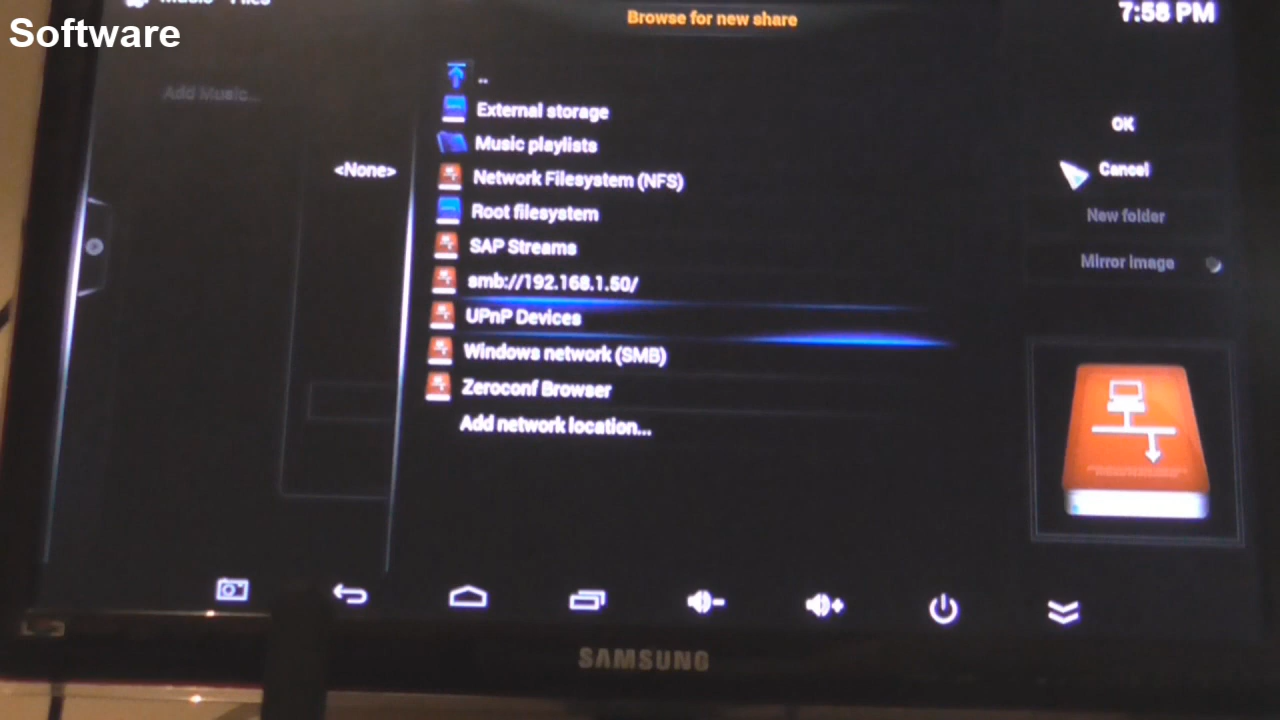 Software
Music - Files
Browse for new share
7:58 PM
Add Music...
<None>
..
External storage
Music playlists
Network Filesystem (NFS)
Root filesystem
SAP Streams
smb://192.168.1.50/
UPnP Devices
Windows network (SMB)
Zeroconf Browser
Add network location...
OK
Cancel
New folder
Mirror image
SAMSUNG